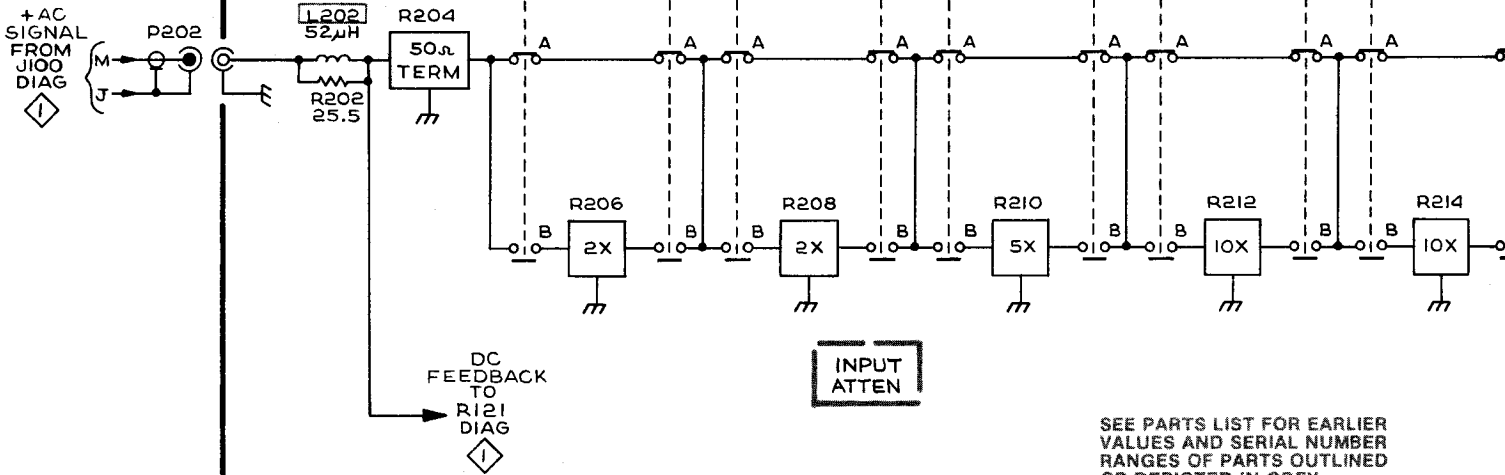 +AC
SIGNAL
FROM
J100
DIAG
1
M
J
P202
L202
52μH
R202
25.5
R204
50Ω
TERM
A
A
A
A
A
A
A
A
A
B
R206
2X
B
B
R208
2X
B
B
R210
5X
B
B
R212
10X
B
B
R214
10X
DC
FEEDBACK
TO
R121
DIAG
1
INPUT
ATTEN
SEE PARTS LIST FOR EARLIER
VALUES AND SERIAL NUMBER
RANGES OF PARTS OUTLINED